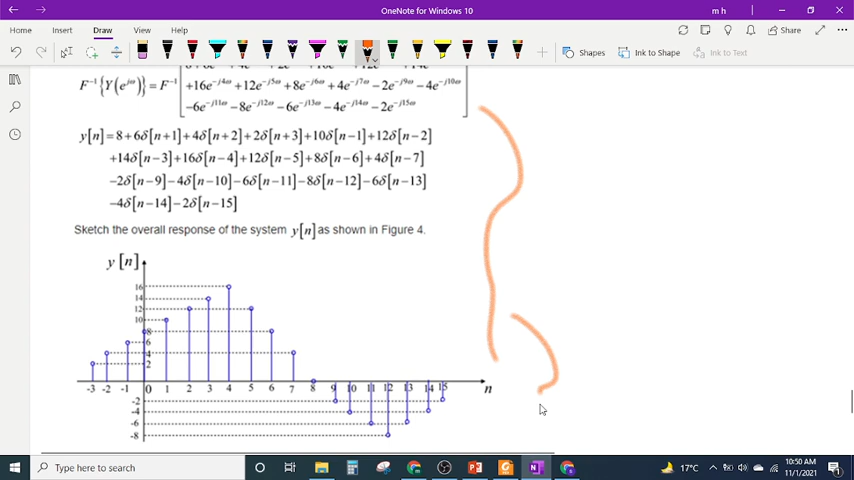 OneNote for Windows 10
m h
Home
Insert
Draw
View
Help
Share
Shapes
Ink to Shape
Ink to Text
F⁻¹{Y(e^{jω})} = F⁻¹
+16e^{-j4ω} +12e^{-j5ω} +8e^{-j6ω} +4e^{-j7ω} −2e^{-j9ω} −4e^{-j10ω}
−6e^{-j11ω} −8e^{-j12ω} −6e^{-j13ω} −4e^{-j14ω} −2e^{-j15ω}
y[n]=8+6δ[n+1]+4δ[n+2]+2δ[n+3]+10δ[n−1]+12δ[n−2]
+14δ[n−3]+16δ[n−4]+12δ[n−5]+8δ[n−6]+4δ[n−7]
−2δ[n−9]−4δ[n−10]−6δ[n−11]−8δ[n−12]−6δ[n−13]
−4δ[n−14]−2δ[n−15]
Sketch the overall response of the system y[n] as shown in Figure 4.
y[n]
16
14
12
10
8
6
4
2
-3 -2 -1 0 1 2 3 4 5 6 7 8 9 10 11 12 13 14 15
n
-2
-4
-6
-8
Type here to search
17°C
10:50 AM
11/1/2021